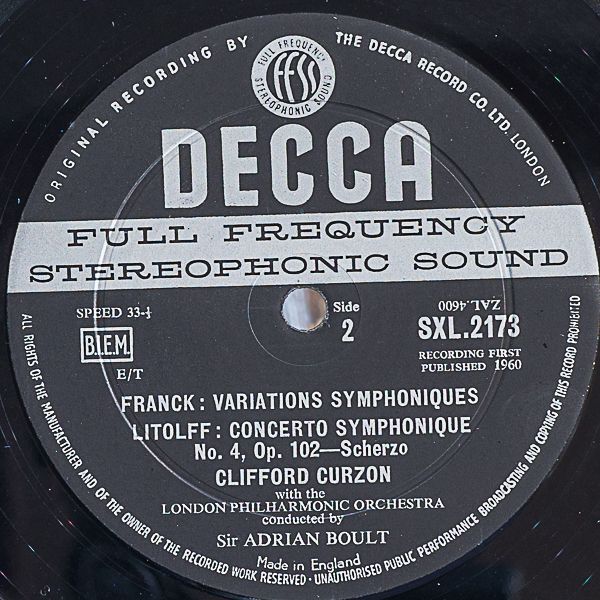 ORIGINAL RECORDING BY
THE DECCA RECORD CO. LTD. LONDON
FULL FREQUENCY
ffss
STEREOPHONIC SOUND
DECCA
FULL FREQUENCY
STEREOPHONIC SOUND
SPEED 33-⅓
Side
2
ZAL.4600
SXL.2173
B.I.E.M.
RECORDING FIRST
PUBLISHED 1960
E/T
FRANCK: VARIATIONS SYMPHONIQUES
LITOLFF: CONCERTO SYMPHONIQUE
No. 4, Op. 102—Scherzo
CLIFFORD CURZON
with the
LONDON PHILHARMONIC ORCHESTRA
conducted by
Sir ADRIAN BOULT
Made in England
ALL RIGHTS OF THE MANUFACTURER AND OF THE OWNER OF THE RECORDED WORK RESERVED · UNAUTHORISED PUBLIC PERFORMANCE BROADCASTING AND COPYING OF THIS RECORD PROHIBITED